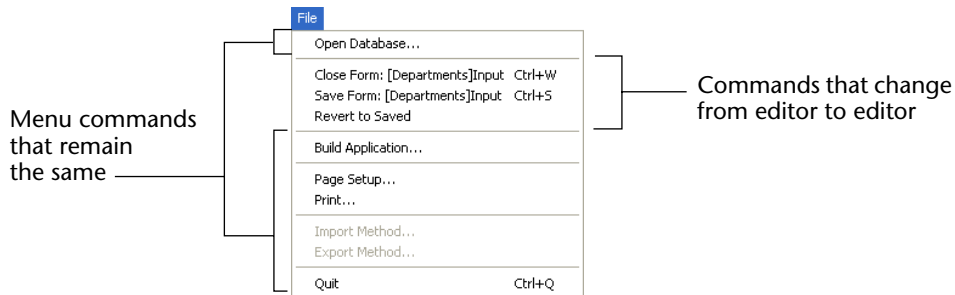 File
Open Database...
Close Form: [Departments]Input Ctrl+W
Save Form: [Departments]Input Ctrl+S
Revert to Saved
Build Application...
Page Setup...
Print...
Import Method...
Export Method...
Quit Ctrl+Q
Menu commands
that remain
the same
Commands that change
from editor to editor